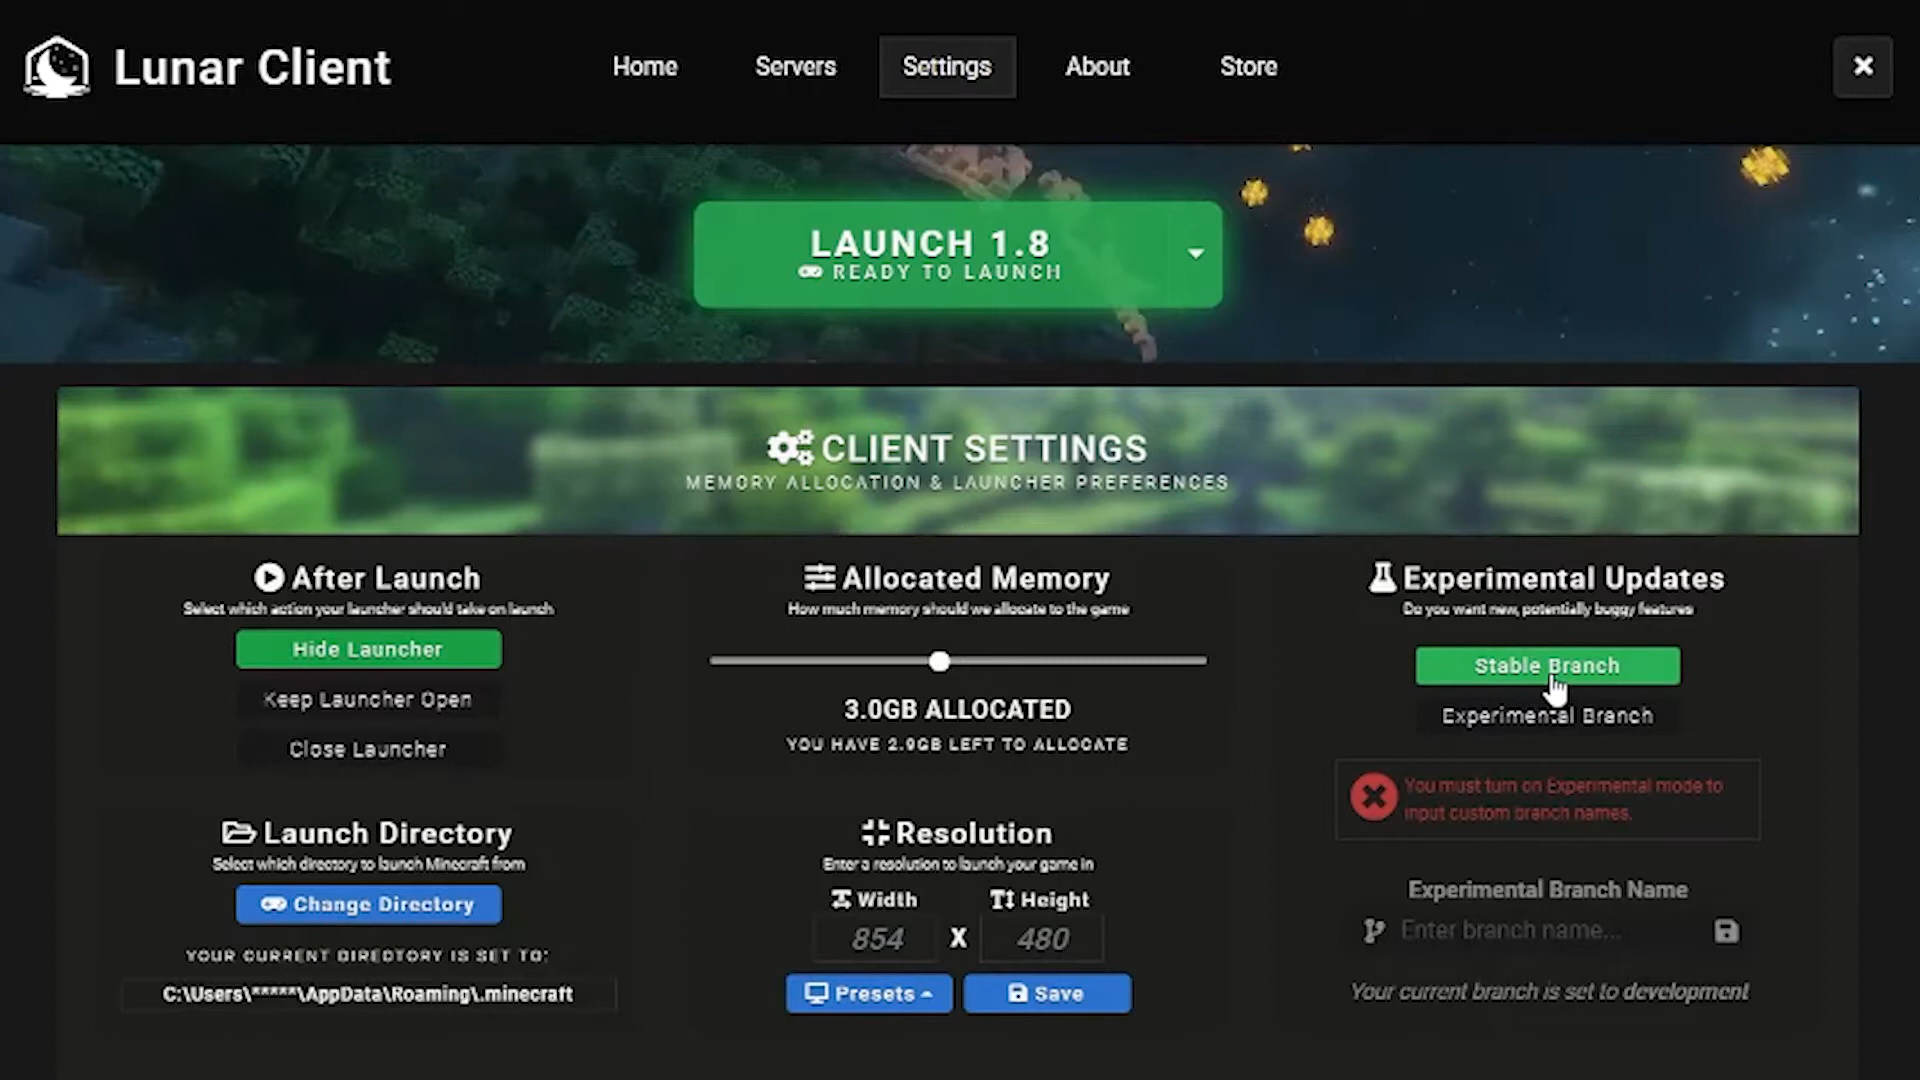 Lunar Client
Home
Servers
Settings
About
Store
LAUNCH 1.8
READY TO LAUNCH
CLIENT SETTINGS
MEMORY ALLOCATION & LAUNCHER PREFERENCES
After Launch
Select which action your launcher should take on launch
Hide Launcher
Keep Launcher Open
Close Launcher
Launch Directory
Select which directory to launch Minecraft from
Change Directory
YOUR CURRENT DIRECTORY IS SET TO:
C:\Users\*****\AppData\Roaming\.minecraft
Allocated Memory
How much memory should we allocate to the game
3.0GB ALLOCATED
YOU HAVE 2.9GB LEFT TO ALLOCATE
Resolution
Enter a resolution to launch your game in
Width
Height
854 X 480
Presets
Save
Experimental Updates
Do you want new, potentially buggy features
Stable Branch
Experimental Branch
You must turn on Experimental mode to
input custom branch names.
Experimental Branch Name
Enter branch name...
Your current branch is set to development